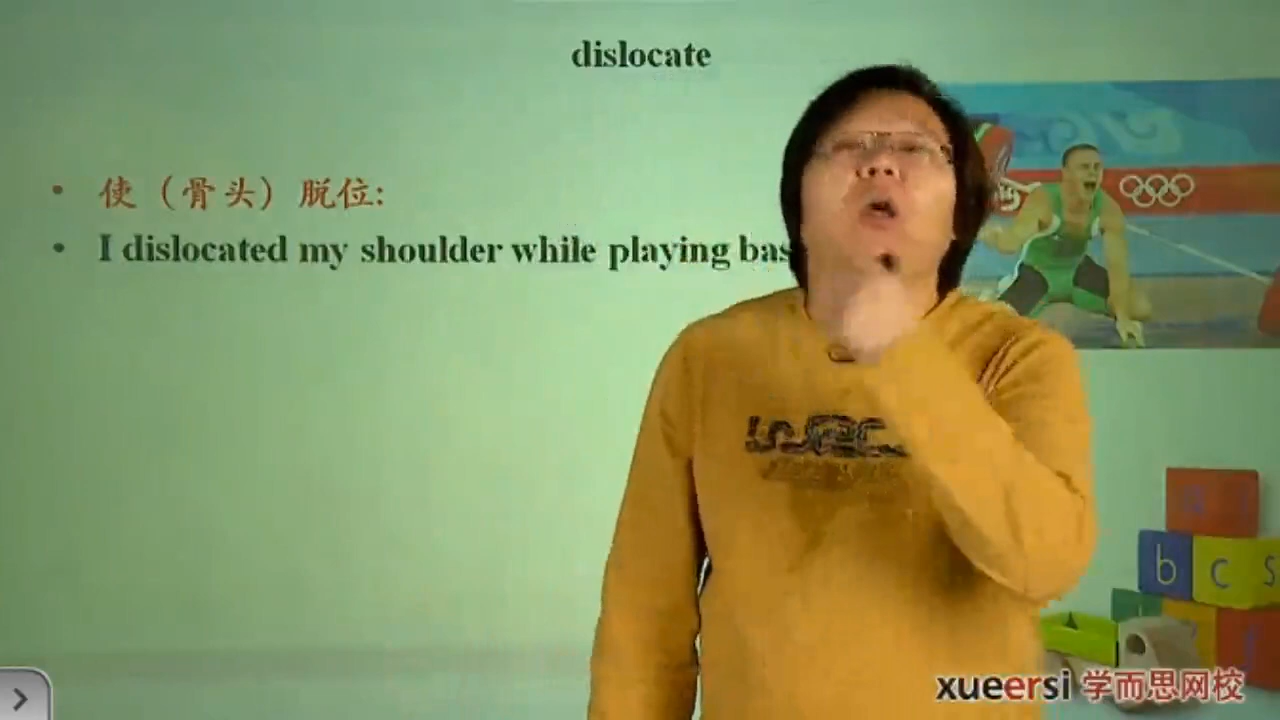 dislocate
使（骨头）脱位:
I dislocated my shoulder while playing bas
b c s
xueersi 学而思网校